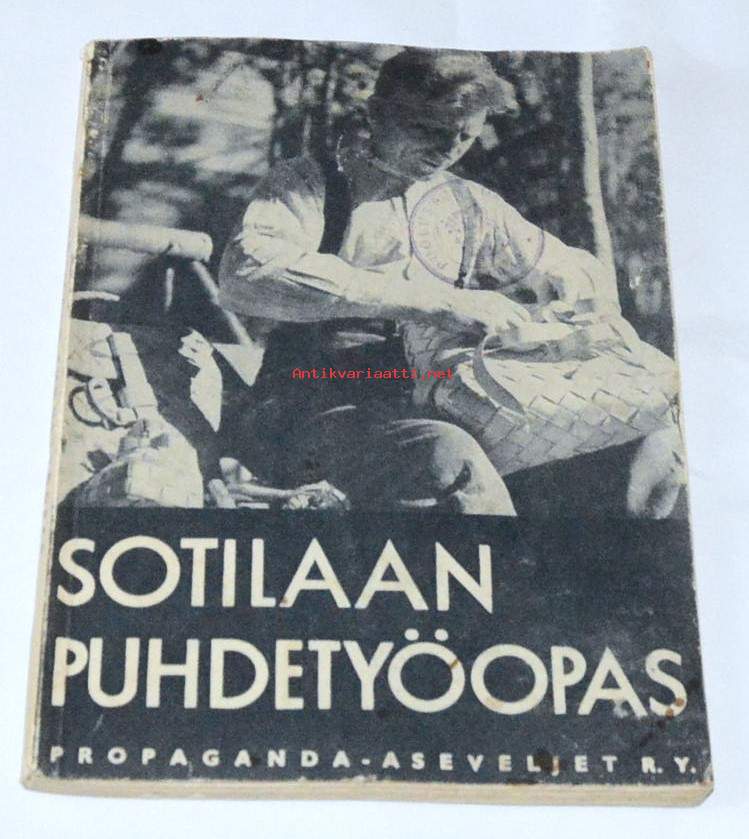 Antikvariaatti.net
SOTILAAN
PUHDETYÖOPAS
PROPAGANDA-ASEVELJET R.Y.